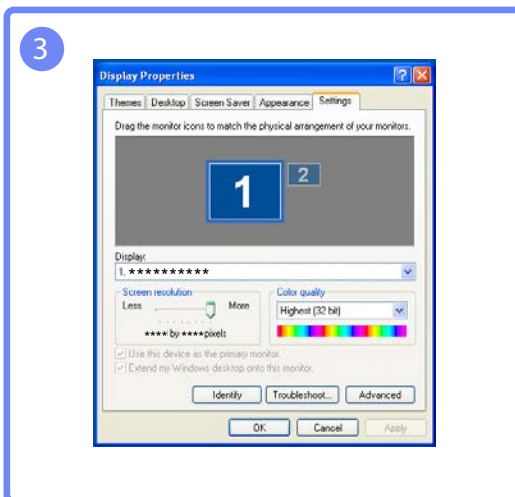 3
Display Properties
Themes Desktop Screen Saver Appearance Settings
Drag the monitor icons to match the physical arrangement of your monitors.
1 2
Display:
1. **********
Screen resolution Color quality
Less More Highest (32 bit)
**** by ****pixels
Use this device as the primary monitor.
Extend my Windows desktop onto this monitor.
Identify Troubleshoot... Advanced
OK Cancel Apply